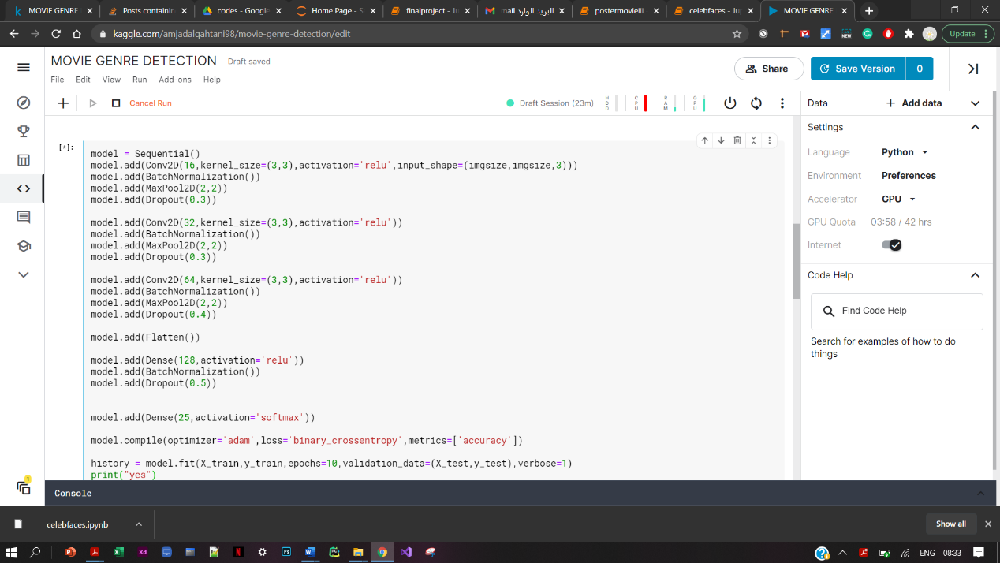 MOVIE GENRE
Posts containin
codes - Google
Home Page - S
finalproject - Ju
البريد الوارد mail
postermovieii
celebfaces - Jup
MOVIE GENRE
kaggle.com/amjadalqahtani98/movie-genre-detection/edit
NEW
Update
MOVIE GENRE DETECTION Draft saved
Share
Save Version 0
File Edit View Run Add-ons Help
Cancel Run
Draft Session (23m)
HDD
CPU
RAM
GPU
Data
Add data
Settings
Language Python
Environment Preferences
Accelerator GPU
GPU Quota 03:58 / 42 hrs
Internet
Code Help
Find Code Help
Search for examples of how to do
things
[*]:
model = Sequential()
model.add(Conv2D(16,kernel_size=(3,3),activation='relu',input_shape=(imgsize,imgsize,3)))
model.add(BatchNormalization())
model.add(MaxPool2D(2,2))
model.add(Dropout(0.3))
model.add(Conv2D(32,kernel_size=(3,3),activation='relu'))
model.add(BatchNormalization())
model.add(MaxPool2D(2,2))
model.add(Dropout(0.3))
model.add(Conv2D(64,kernel_size=(3,3),activation='relu'))
model.add(BatchNormalization())
model.add(MaxPool2D(2,2))
model.add(Dropout(0.4))
model.add(Flatten())
model.add(Dense(128,activation='relu'))
model.add(BatchNormalization())
model.add(Dropout(0.5))
model.add(Dense(25,activation='softmax'))
model.compile(optimizer='adam',loss='binary_crossentropy',metrics=['accuracy'])
history = model.fit(X_train,y_train,epochs=10,validation_data=(X_test,y_test),verbose=1)
print("yes")
1
Console
celebfaces.ipynb
Show all
ENG 08:33